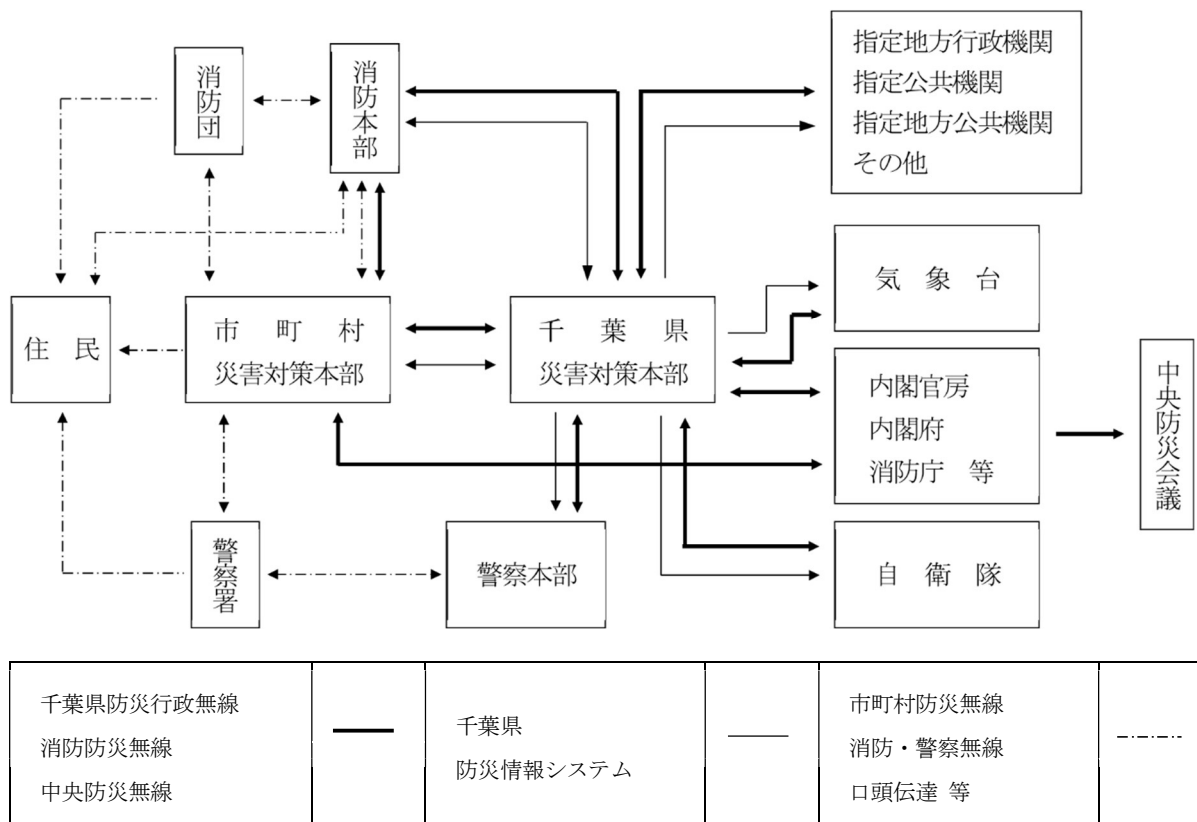 消防団
消防本部
指定地方行政機関
指定公共機関
指定地方公共機関
その他
気象台
住民
市町村
災害対策本部
千葉県
災害対策本部
内閣官房
内閣府
消防庁 等
中央防災会議
警察署
警察本部
自衛隊
千葉県防災行政無線
消防防災無線
中央防災無線
千葉県
防災情報システム
市町村防災無線
消防・警察無線
口頭伝達 等